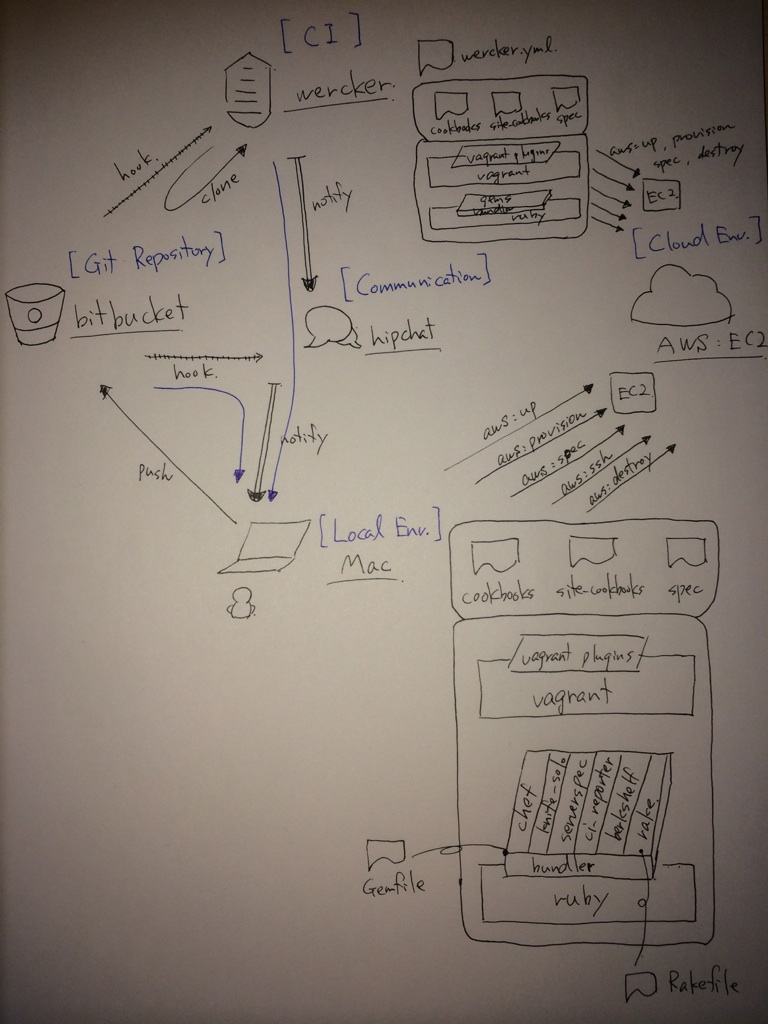 [CI]
wercker.
hook.
clone
notify
wercker.yml.
cookbooks site-cookbooks spec
vagrant plugins
vagrant
gems
bundler
ruby
aws:up, provision
spec, destroy
EC2
[Cloud Env.]
AWS:EC2
[Git Repository]
bitbucket
[Communication]
hipchat
hook.
notify
push
[Local Env.]
Mac
EC2
aws:up
aws:provision
aws:spec
aws:ssh
aws:destroy
cookbooks site-cookbooks spec
vagrant plugins
vagrant
chef
knife-solo
serverspec
ci-reporter
berkshelf
rake
bundler
ruby
Gemfile
Rakefile